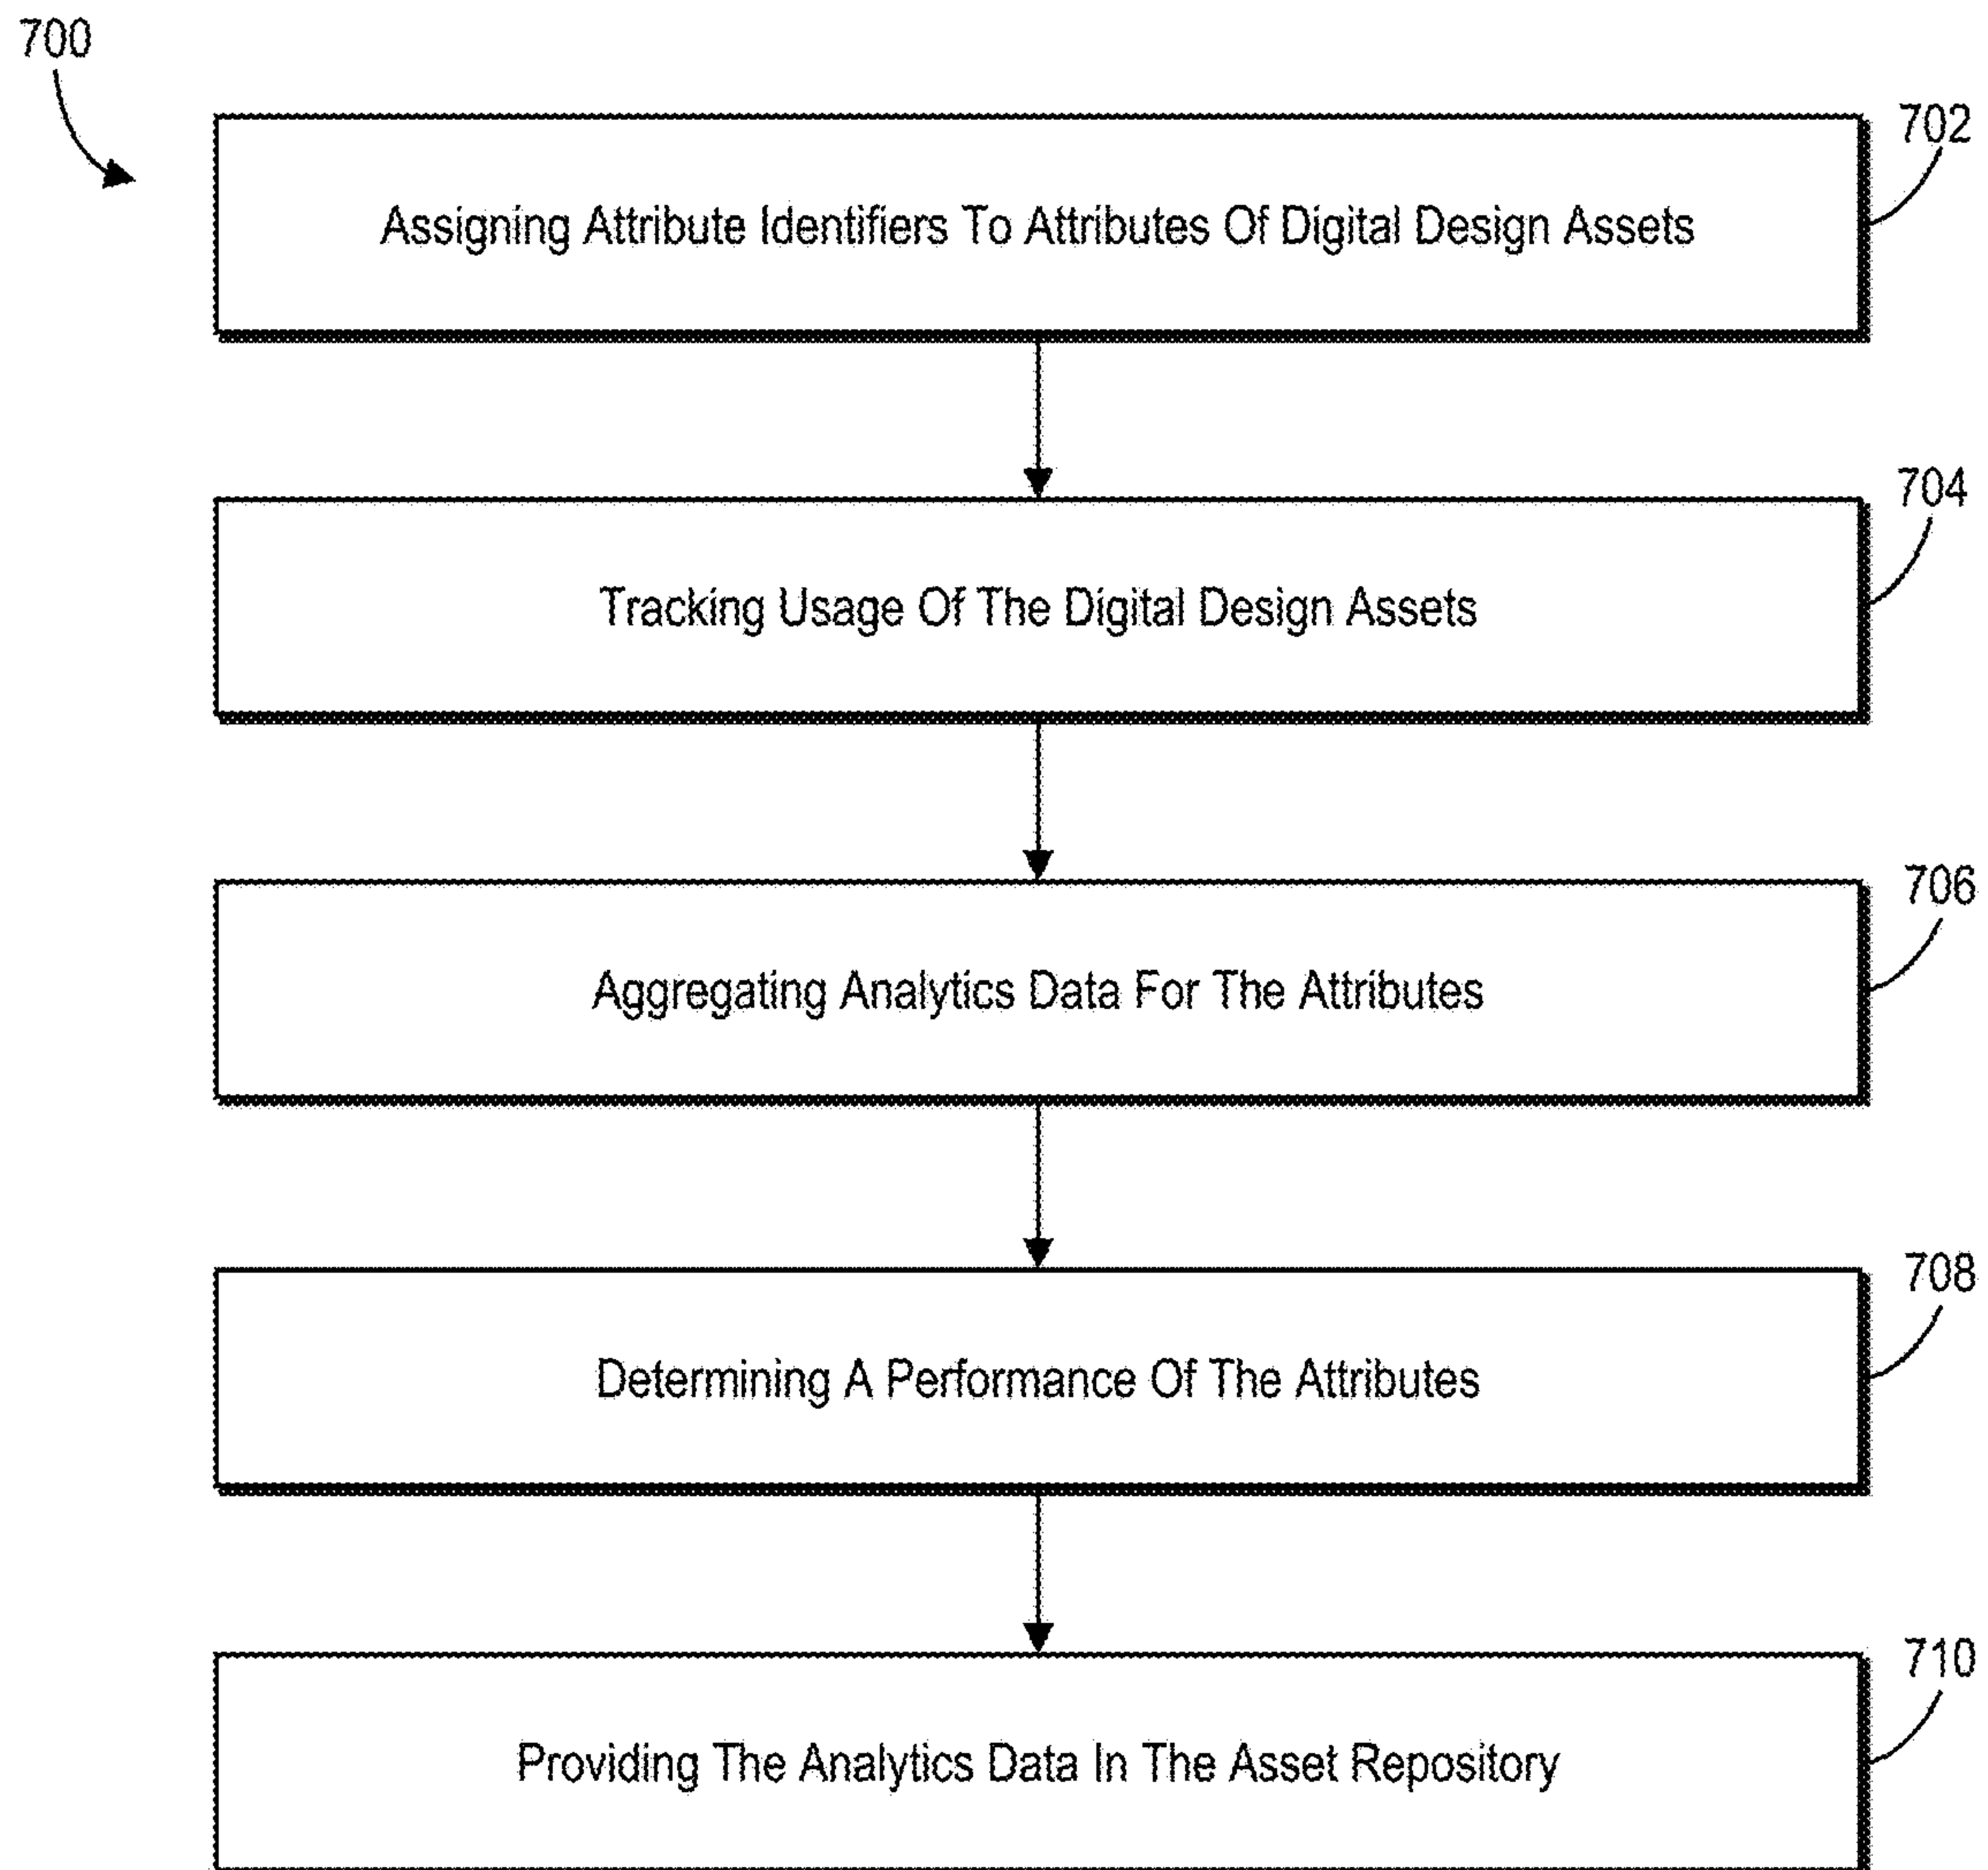 700
702
Assigning Attribute Identifiers To Attributes Of Digital Design Assets
704
Tracking Usage Of The Digital Design Assets
706
Aggregating Analytics Data For The Attributes
708
Determining A Performance Of The Attributes
710
Providing The Analytics Data In The Asset Repository